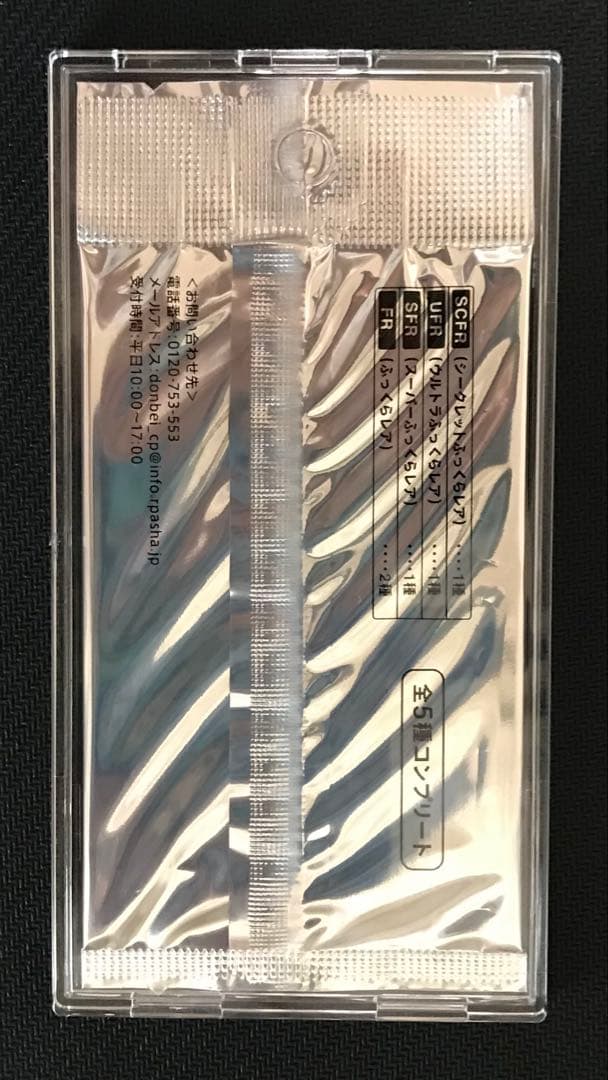 SCFR (シークレットふっくらレア) ····1種
UFR (ウルトラふっくらレア) ····1種
SFR (スーパーふっくらレア) ····1種
FR (ふっくらレア) ····2種
全5種コンプリート
<お問い合わせ先>
電話番号:0120-753-553
メールアドレス:donbei_cp@info.rpasha.jp
受付時間:平日10:00~17:00